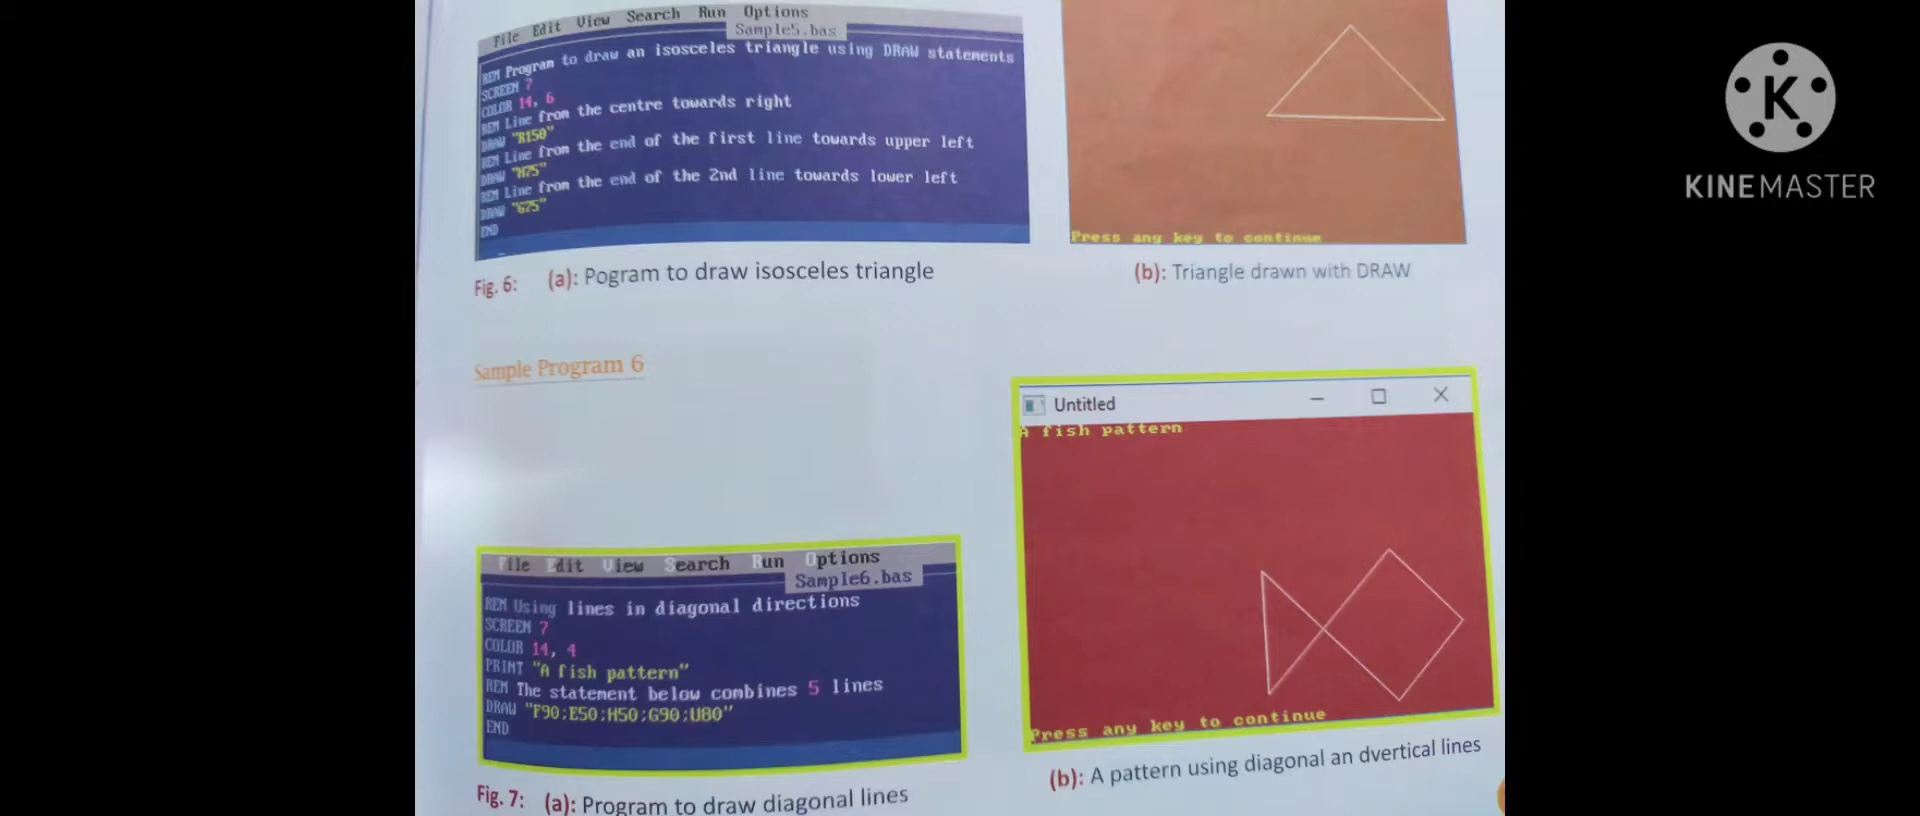 File Edit View Search Run Options
Sample5.bas
REM Program to draw an isosceles triangle using DRAW statements
SCREEN 7
COLOR 14, 6
REM Line from the centre towards right
DRAW "R150"
REM Line from the end of the first line towards upper left
DRAW "H75"
REM Line from the end of the 2nd line towards lower left
DRAW "G75"
END
Press any key to continue
Fig. 6: (a): Pogram to draw isosceles triangle
(b): Triangle drawn with DRAW
Sample Program 6
File Edit View Search Run Options
Sample6.bas
REM Using lines in diagonal directions
SCREEN 7
COLOR 14, 4
PRINT "A fish pattern"
REM The statement below combines 5 lines
DRAW "F90;E50;H50;G90;U80"
END
Untitled
A fish pattern
Press any key to continue
Fig. 7: (a): Program to draw diagonal lines
(b): A pattern using diagonal an dvertical lines
K
KINEMASTER